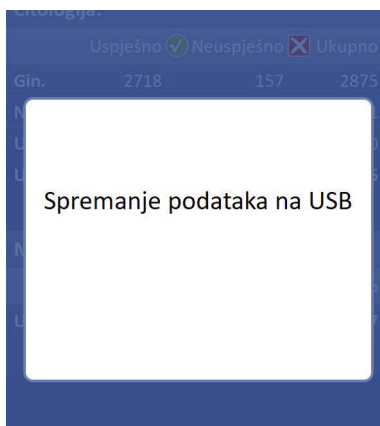 Citologija:
Uspješno Neuspješno Ukupno
Gin. 2718 157 2875
Spremanje podataka na USB